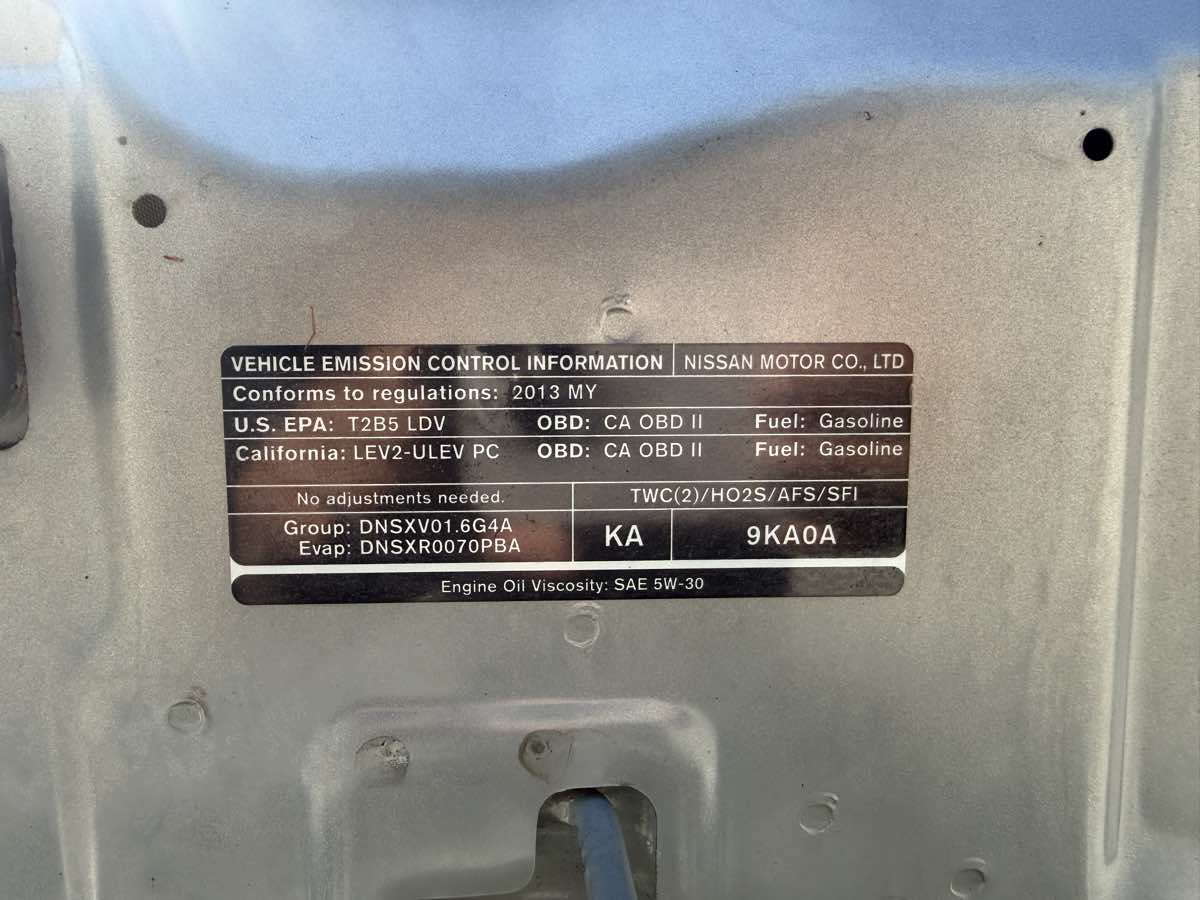 VEHICLE EMISSION CONTROL INFORMATION NISSAN MOTOR CO., LTD
Conforms to regulations: 2013 MY
U.S. EPA: T2B5 LDV OBD: CA OBD II Fuel: Gasoline
California: LEV2-ULEV PC OBD: CA OBD II Fuel: Gasoline
No adjustments needed. TWC(2)/HO2S/AFS/SFI
Group: DNSXV01.6G4A
Evap: DNSXR0070PBA
KA 9KA0A
Engine Oil Viscosity: SAE 5W-30